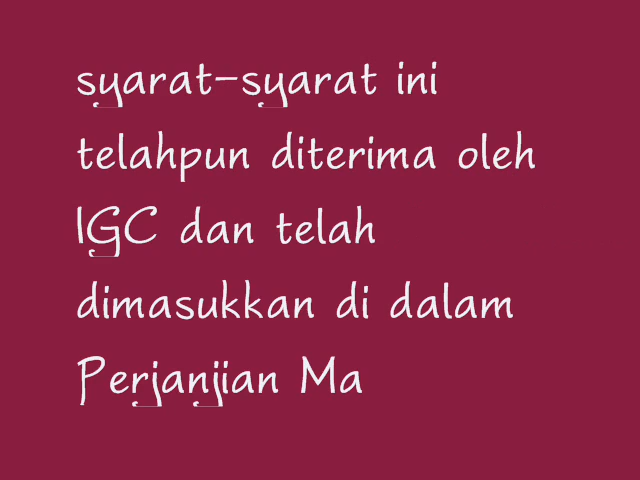 syarat-syarat ini
telahpun diterima oleh
IGC dan telah
dimasukkan di dalam
Perjanjian Ma